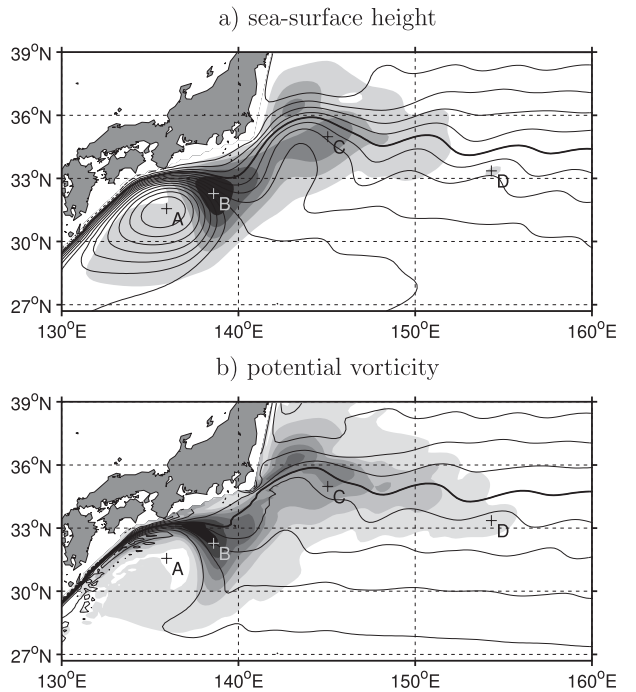 a) sea-surface height
39°N
36°N
33°N
30°N
27°N
A
B
C
D
130°E 140°E 150°E 160°E
b) potential vorticity
39°N
36°N
33°N
30°N
27°N
A
B
C
D
130°E 140°E 150°E 160°E